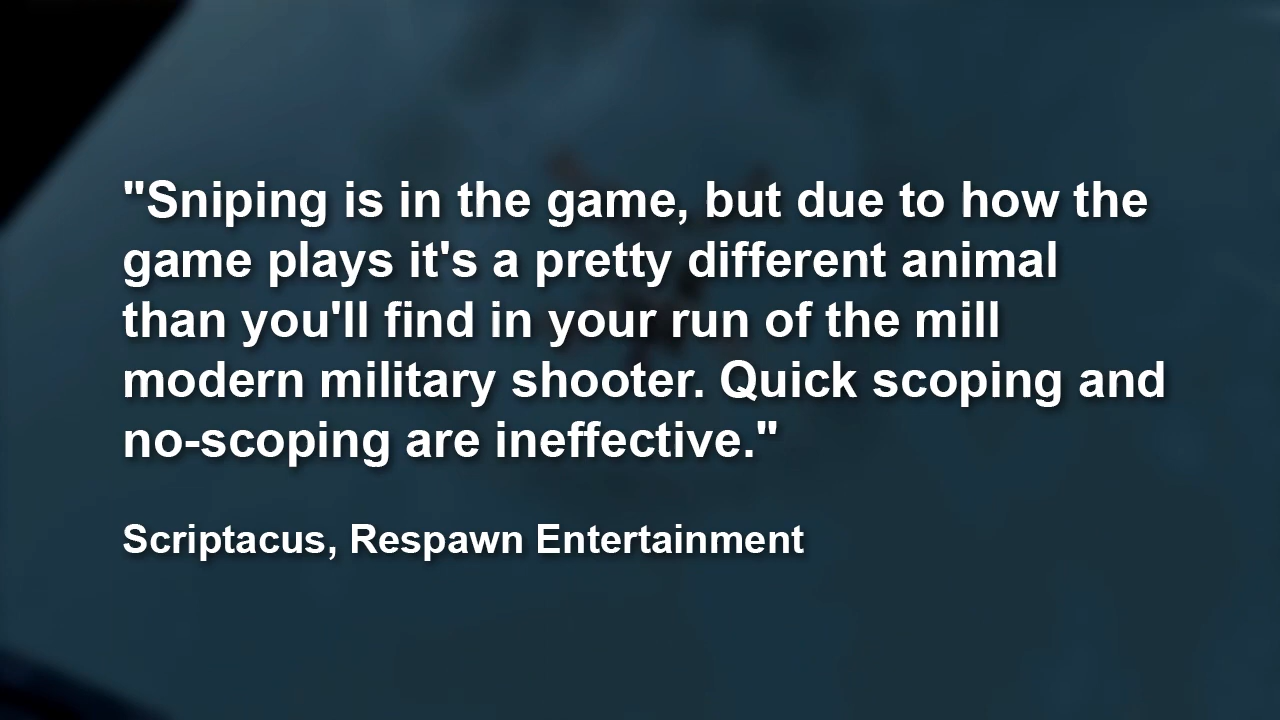 "Sniping is in the game, but due to how the
game plays it's a pretty different animal
than you'll find in your run of the mill
modern military shooter. Quick scoping and
no-scoping are ineffective."
Scriptacus, Respawn Entertainment